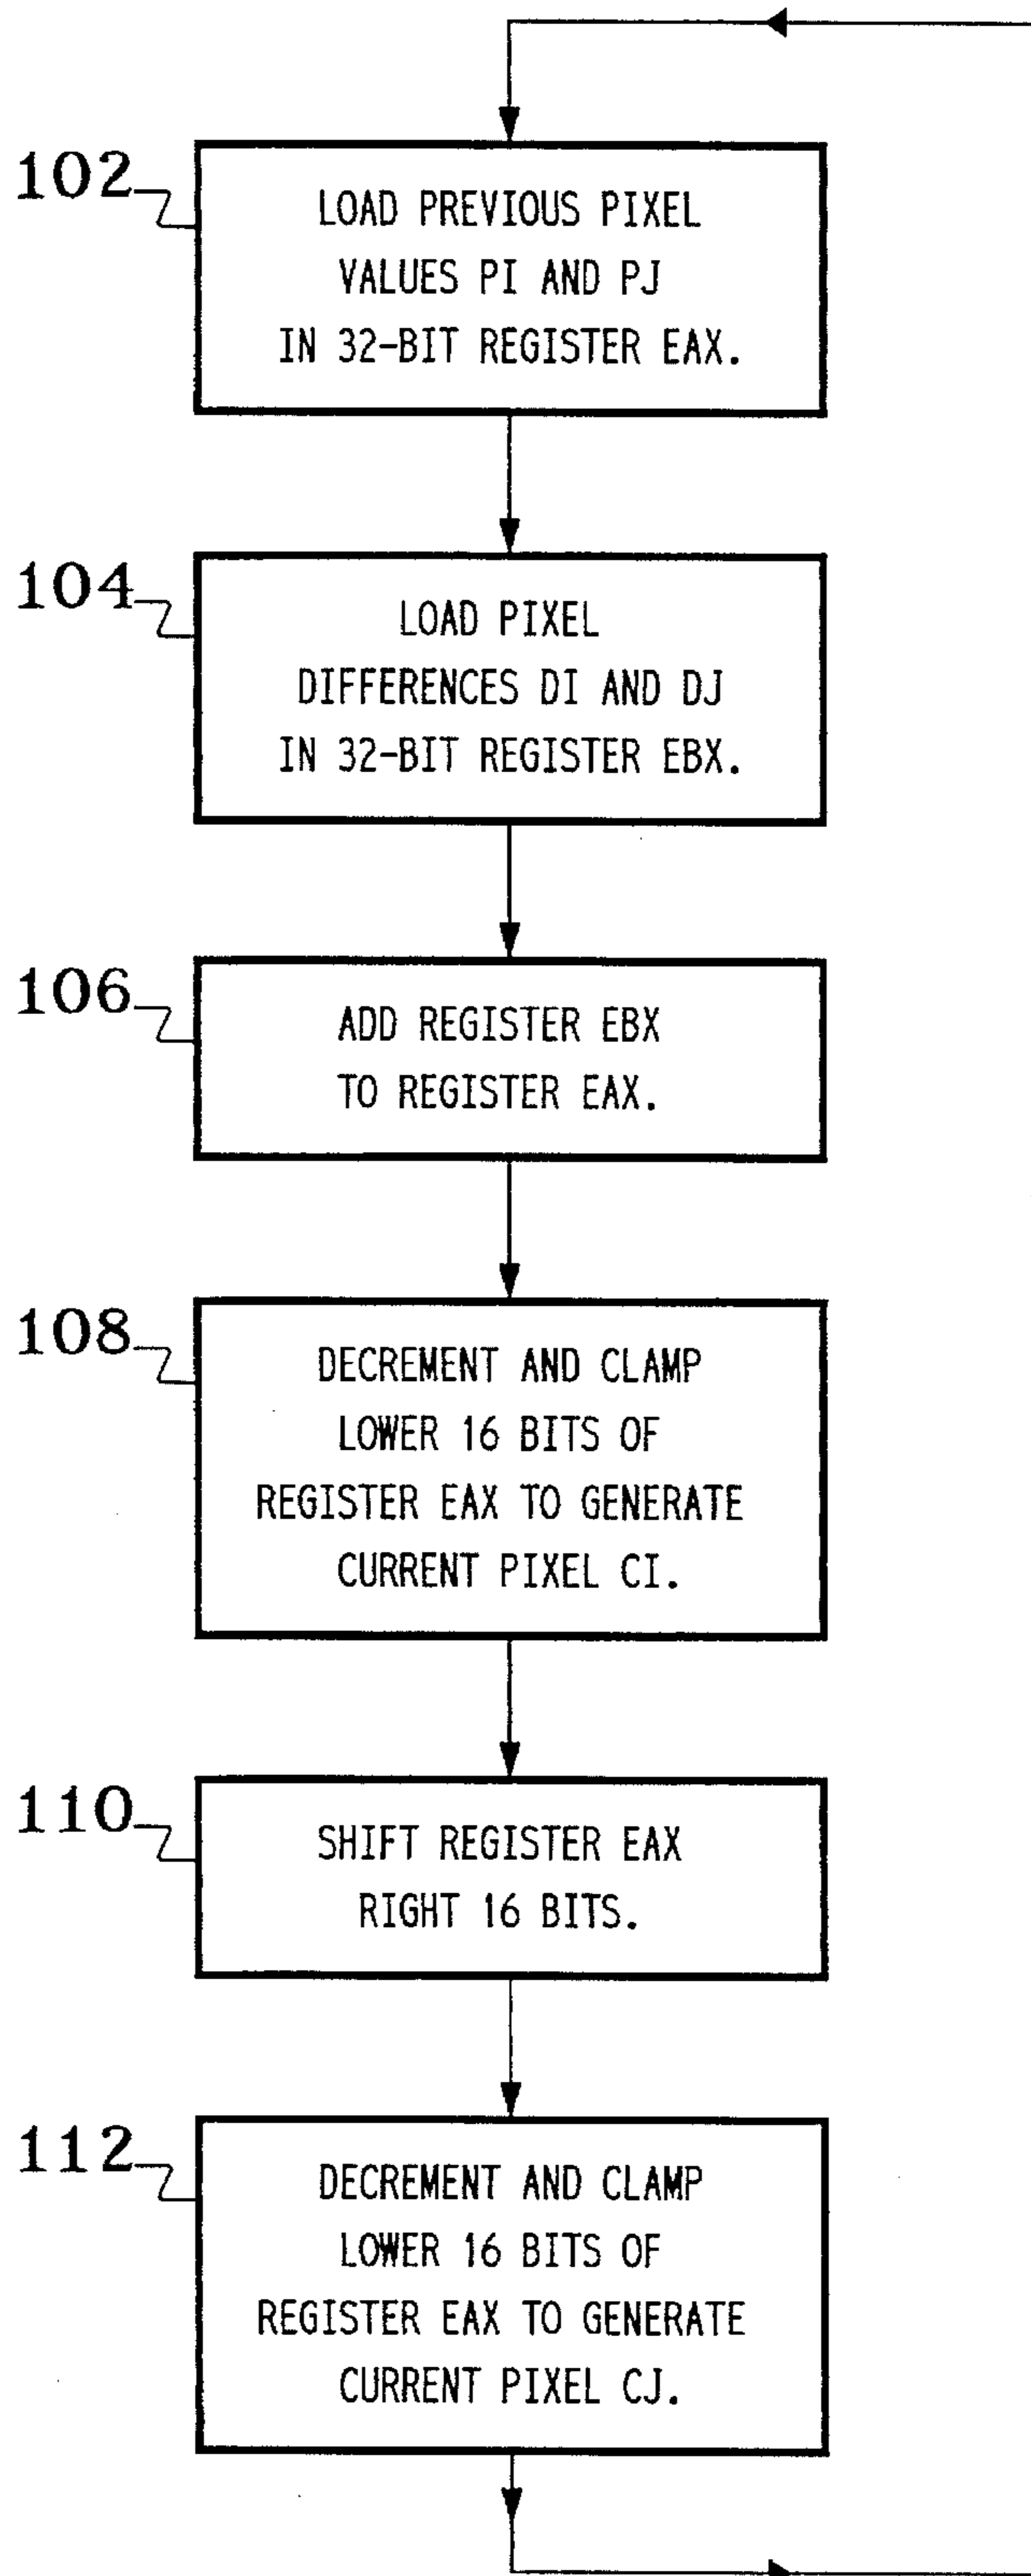 102
LOAD PREVIOUS PIXEL
VALUES PI AND PJ
IN 32-BIT REGISTER EAX.
104
LOAD PIXEL
DIFFERENCES DI AND DJ
IN 32-BIT REGISTER EBX.
106
ADD REGISTER EBX
TO REGISTER EAX.
108
DECREMENT AND CLAMP
LOWER 16 BITS OF
REGISTER EAX TO GENERATE
CURRENT PIXEL CI.
110
SHIFT REGISTER EAX
RIGHT 16 BITS.
112
DECREMENT AND CLAMP
LOWER 16 BITS OF
REGISTER EAX TO GENERATE
CURRENT PIXEL CJ.